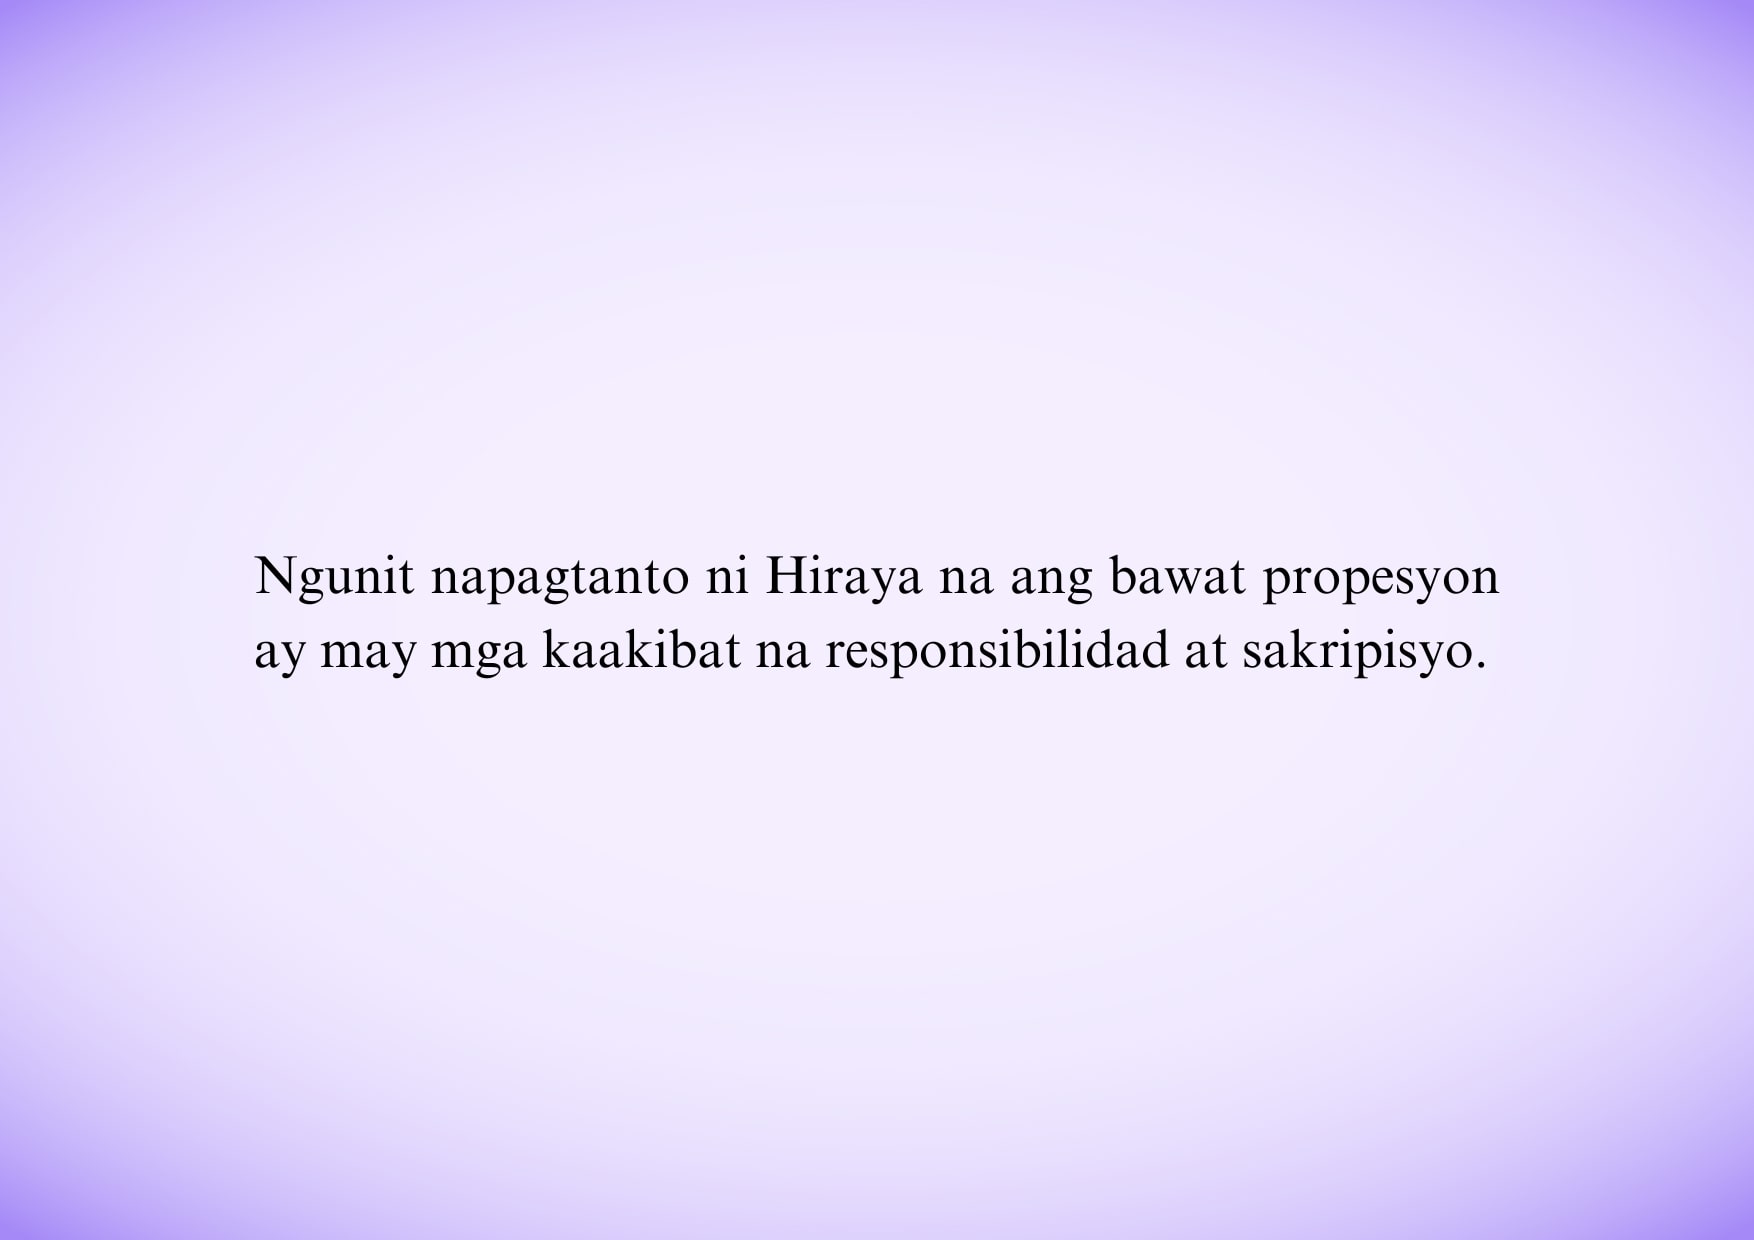 Ngunit napagtanto ni Hiraya na ang bawat propesyon
ay may mga kaakibat na responsibilidad at sakripisyo.